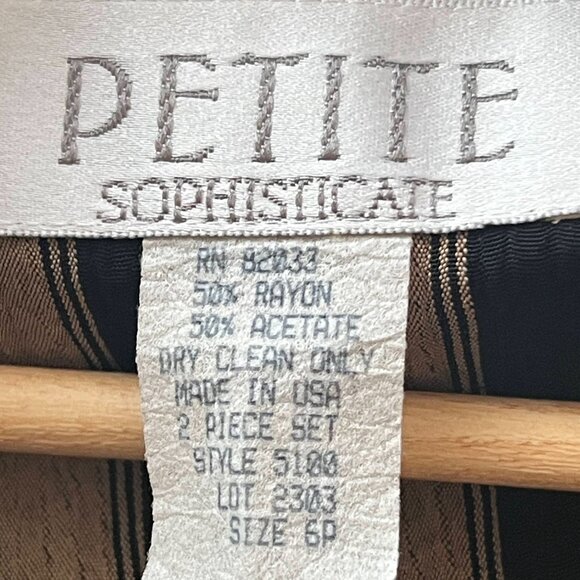 PETITE
SOPHISTICATE
RN 82033
50% RAYON
50% ACETATE
DRY CLEAN ONLY
MADE IN USA
2 PIECE SET
STYLE 5100
LOT 2303
SIZE 6P